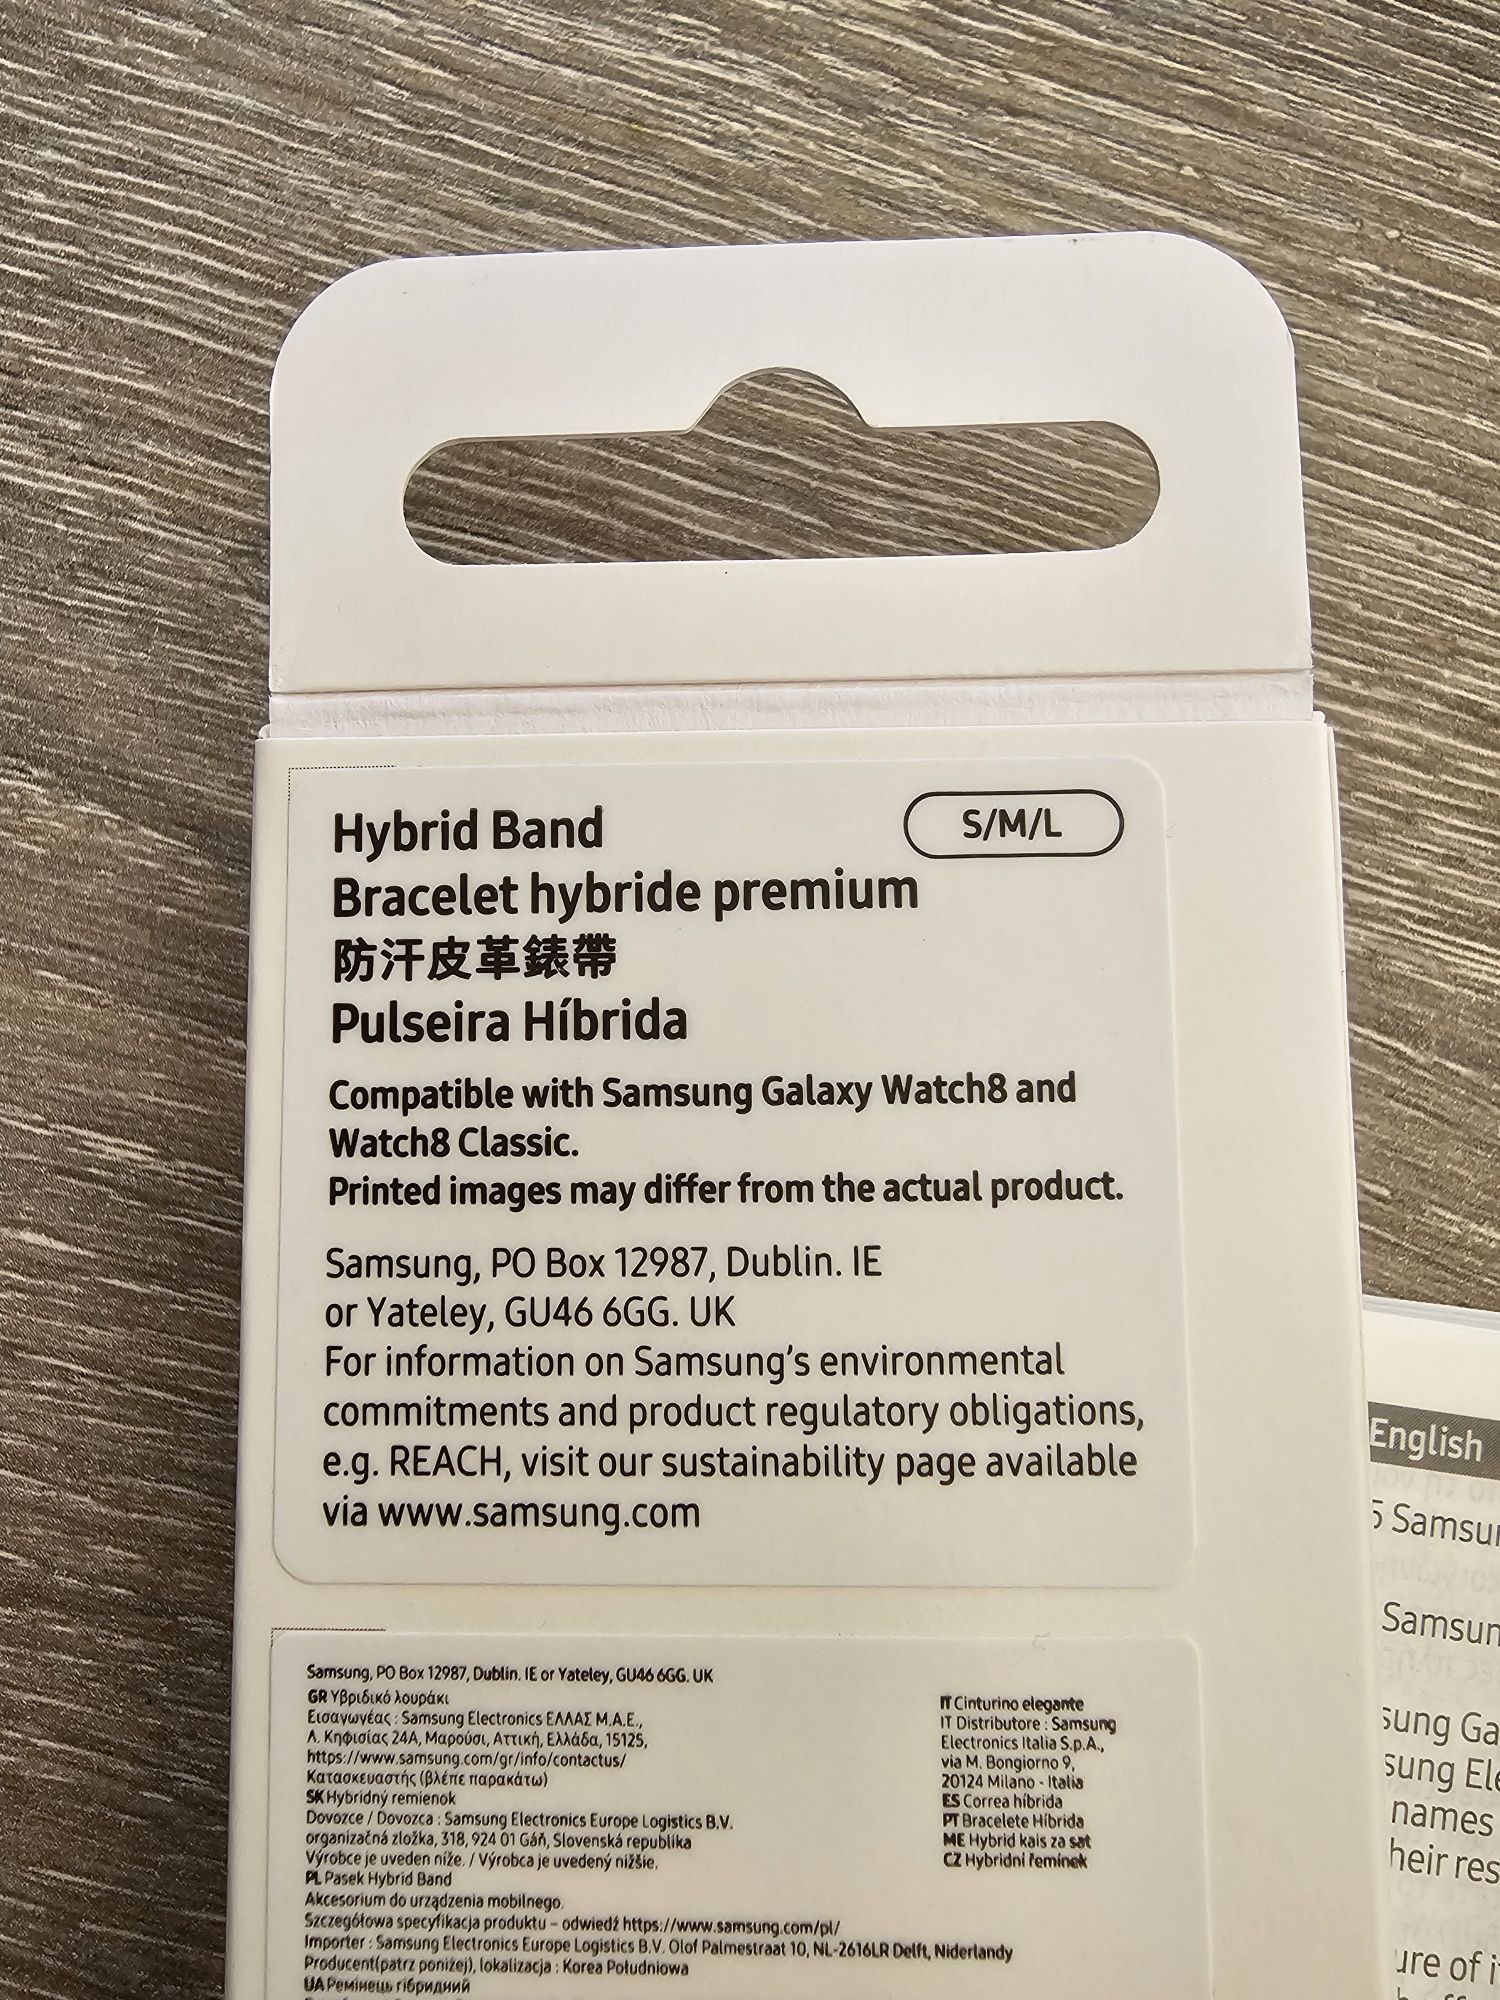 Hybrid Band
S/M/L
Bracelet hybride premium
防汗皮革錶帶
Pulseira Híbrida
Compatible with Samsung Galaxy Watch8 and
Watch8 Classic.
Printed images may differ from the actual product.
Samsung, PO Box 12987, Dublin. IE
or Yateley, GU46 6GG. UK
For information on Samsung's environmental
commitments and product regulatory obligations,
e.g. REACH, visit our sustainability page available
via www.samsung.com
Samsung, PO Box 12987, Dublin. IE or Yateley, GU46 6GG. UK
GR Υβριδικό λουράκι
Εισαγωγέας : Samsung Electronics ΕΛΛΑΣ Μ.Α.Ε.,
Λ. Κηφισίας 24Α, Μαρούσι, Αττική, Ελλάδα, 15125,
https://www.samsung.com/gr/info/contactus/
Κατασκευαστής (βλέπε παρακάτω)
SK Hybridný remienok
Dovozce / Dovozca : Samsung Electronics Europe Logistics B.V.
organizačná zložka, 318, 924 01 Gáň, Slovenská republika
Výrobce je uveden níže. / Výrobca je uvedený nižšie.
PL Pasek Hybrid Band
Akcesorium do urządzenia mobilnego.
Szczegółowa specyfikacja produktu – odwiedź https://www.samsung.com/pl/
Importer : Samsung Electronics Europe Logistics B.V. Olof Palmestraat 10, NL-2616LR Delft, Niderlandy
Producent(patrz poniżej), lokalizacja : Korea Południowa
UA Ремінець гібридний
IT Cinturino elegante
IT Distributore : Samsung
Electronics Italia S.p.A.,
via M. Bongiorno 9,
20124 Milano - Italia
ES Correa híbrida
PT Bracelete Híbrida
ME Hybrid kais za sat
CZ Hybridní řemínek
English
5 Samsu
Samsun
sung Ga
sung Ele
names
heir res
ure of i